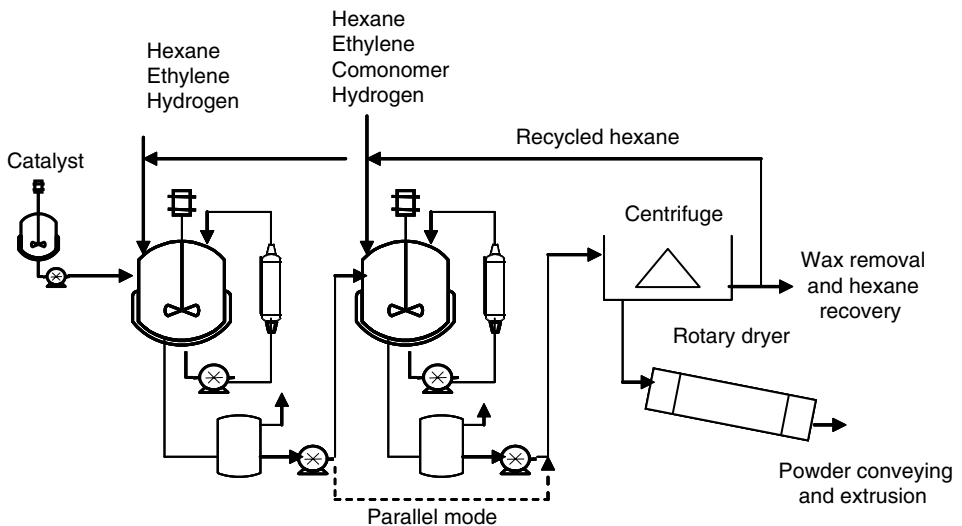 Hexane
Ethylene
Hydrogen
Hexane
Ethylene
Comonomer
Hydrogen
Recycled hexane
Catalyst
Centrifuge
Wax removal
and hexane
recovery
Rotary dryer
Powder conveying
and extrusion
Parallel mode